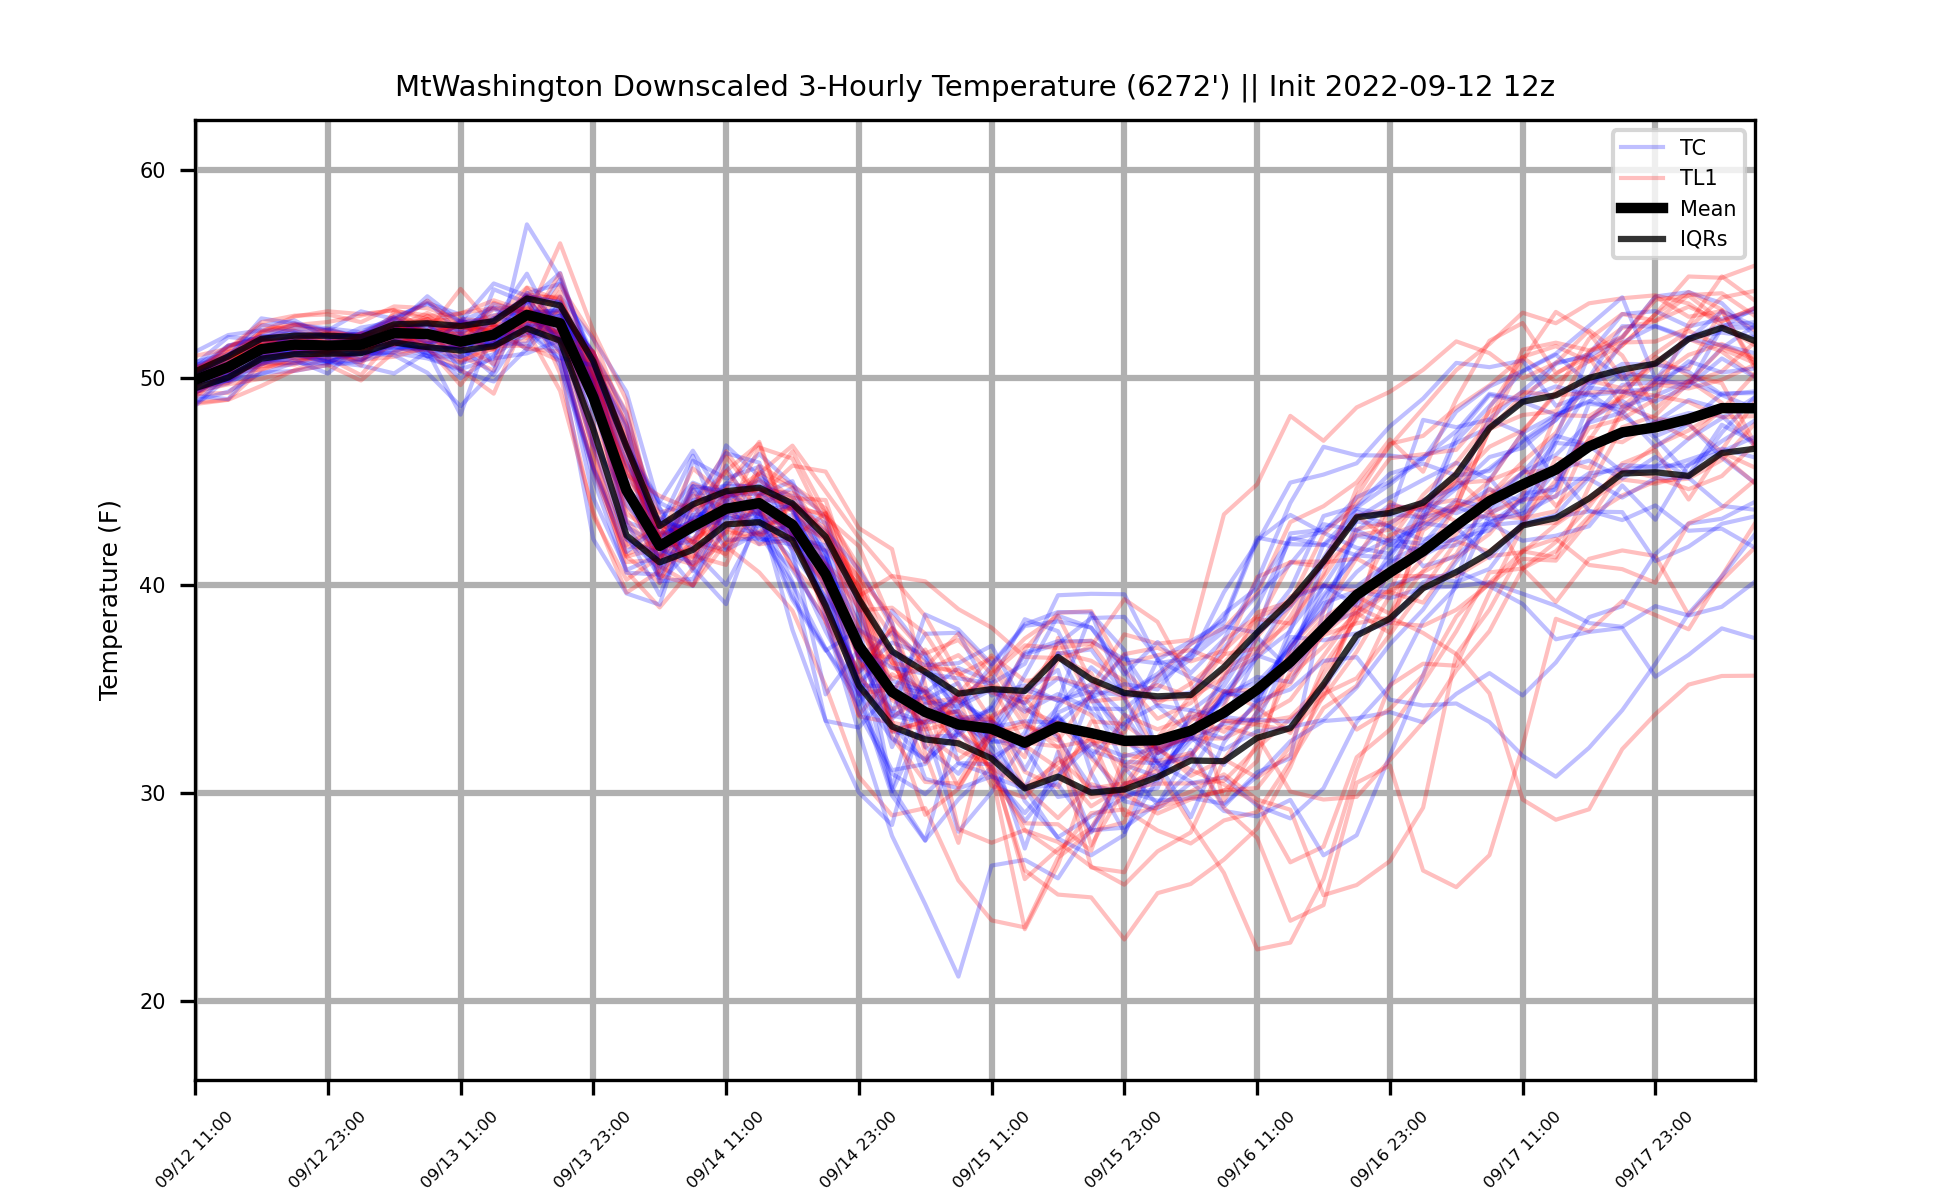 MtWashington Downscaled 3-Hourly Temperature (6272') || Init 2022-09-12 12z
TC
TL1
Mean
IQRs
Temperature (F)
60
50
40
30
20
09/12 11:00
09/12 23:00
09/13 11:00
09/13 23:00
09/14 11:00
09/14 23:00
09/15 11:00
09/15 23:00
09/16 11:00
09/16 23:00
09/17 11:00
09/17 23:00